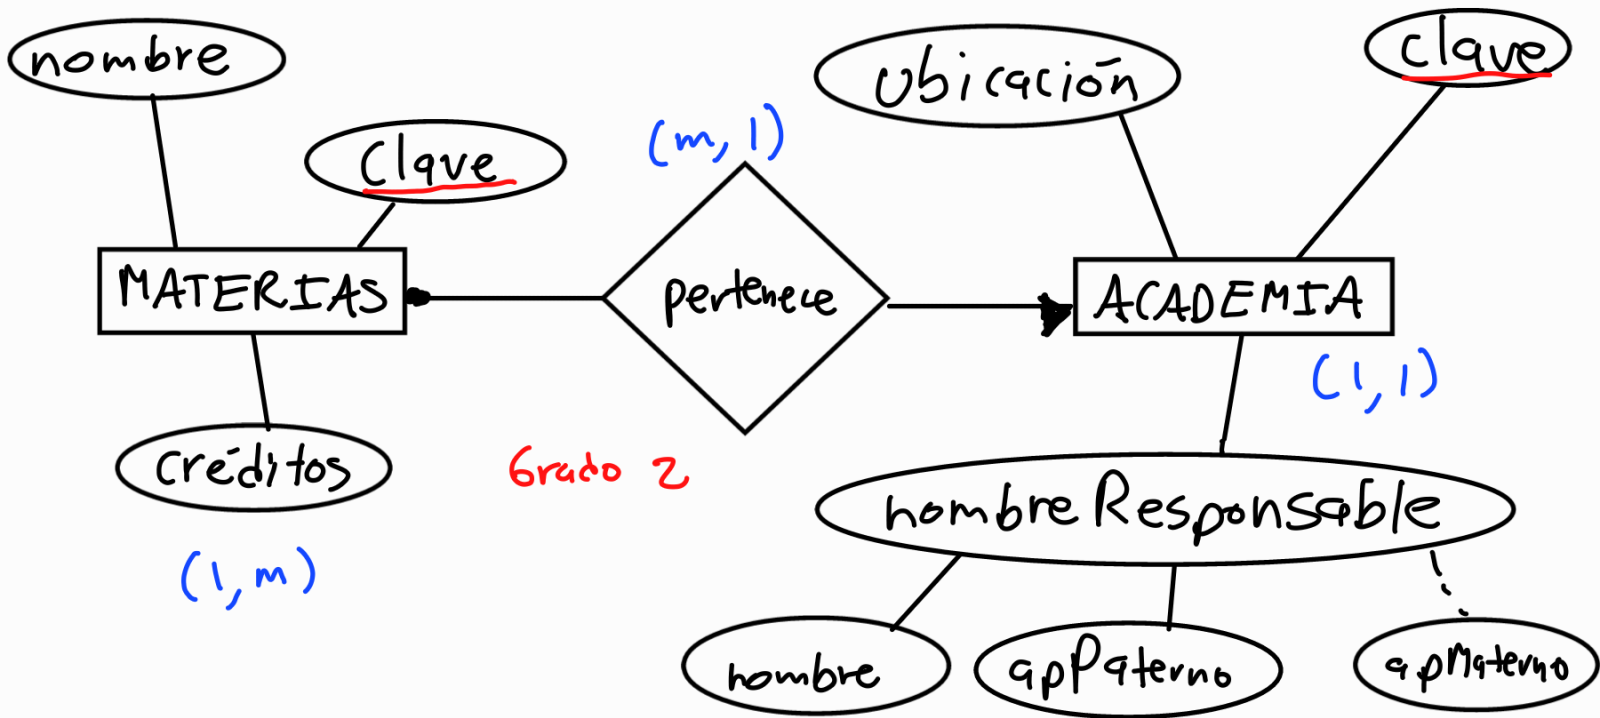 nombre
Ubicación
Clave
Clave
(m, 1)
MATERIAS
pertenece
ACADEMIA
(1, 1)
Créditos
Grado 2
nombreResponsable
(1, m)
nombre
apPaterno
apMaterno